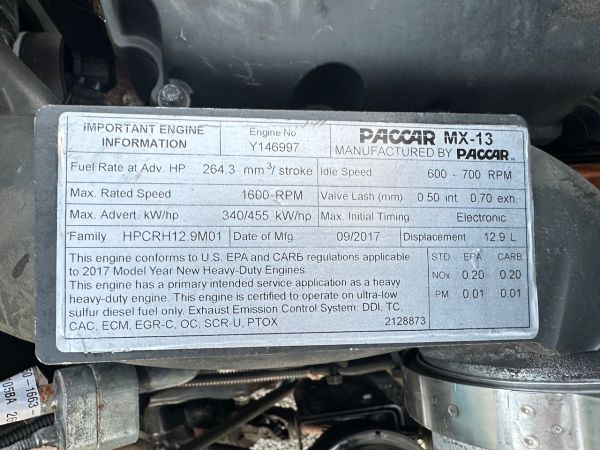 IMPORTANT ENGINE INFORMATION
Engine No
Y146997
PACCAR MX-13
MANUFACTURED BY PACCAR
Fuel Rate at Adv. HP 264.3 mm³/ stroke
Idle Speed 600 - 700 RPM
Max. Rated Speed 1600 RPM
Valve Lash (mm) 0.50 int. 0.70 exh.
Max. Advert. kW/hp 340/455 kW/hp
Max. Initial Timing Electronic
Family HPCRH12.9M01
Date of Mfg. 09/2017
Displacement 12.9 L
This engine conforms to U.S. EPA and CARB regulations applicable
to 2017 Model Year New Heavy-Duty Engines.
This engine has a primary intended service application as a heavy
heavy-duty engine. This engine is certified to operate on ultra-low
sulfur diesel fuel only. Exhaust Emission Control System: DDI, TC,
CAC, ECM, EGR-C, OC, SCR-U, PTOX
2128873
STD EPA CARB
NOx 0.20 0.20
PM 0.01 0.01
0-1663
05BA